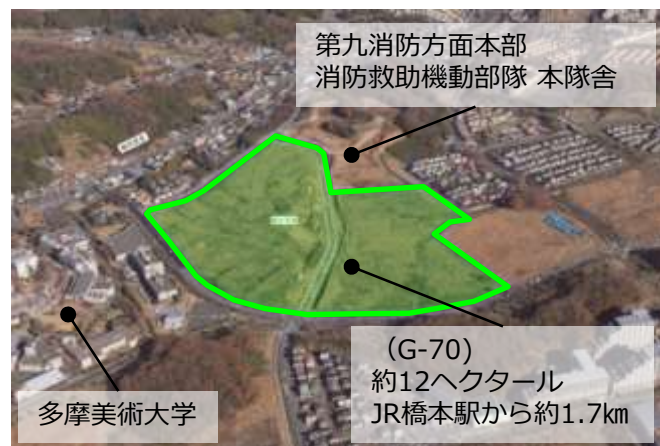 第九消防方面本部
消防救助機動部隊 本隊舎
(G-70)
約12ヘクタール
JR橋本駅から約1.7㎞
多摩美術大学